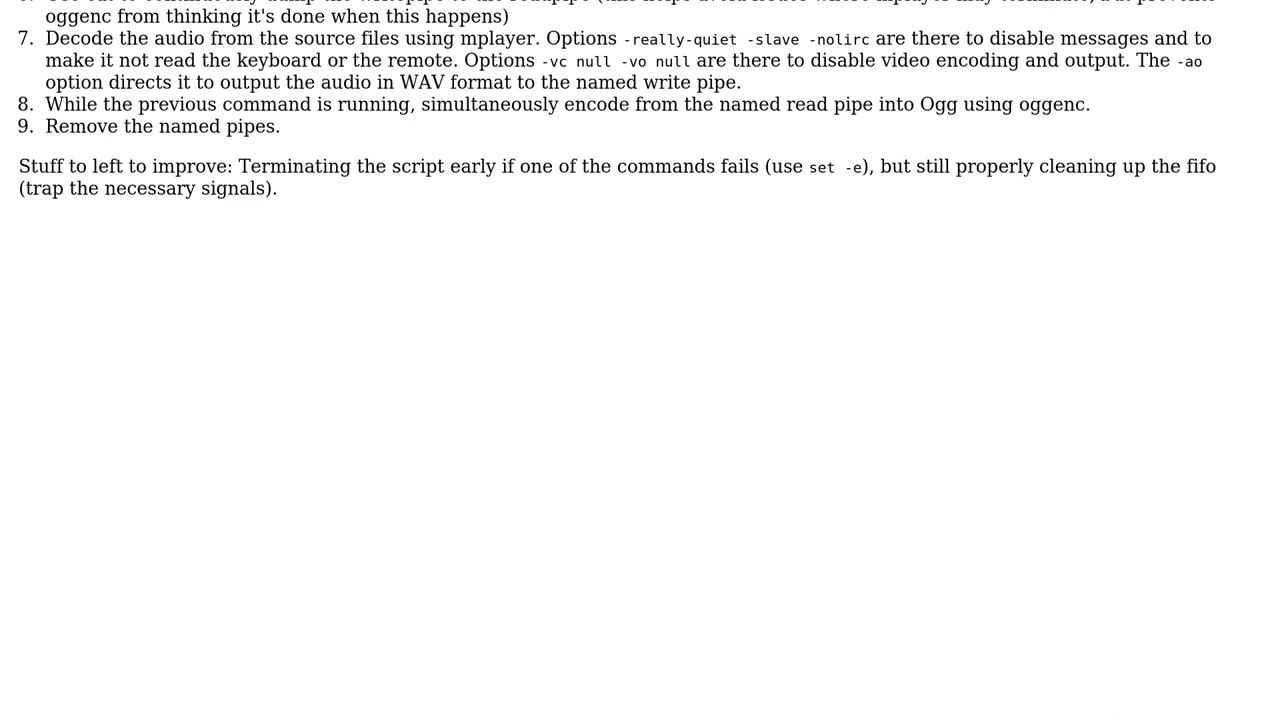 oggenc from thinking it's done when this happens)
7. Decode the audio from the source files using mplayer. Options -really-quiet -slave -nolirc are there to disable messages and to
make it not read the keyboard or the remote. Options -vc null -vo null are there to disable video encoding and output. The -ao
option directs it to output the audio in WAV format to the named write pipe.
8. While the previous command is running, simultaneously encode from the named read pipe into Ogg using oggenc.
9. Remove the named pipes.
Stuff to left to improve: Terminating the script early if one of the commands fails (use set -e), but still properly cleaning up the fifo
(trap the necessary signals).